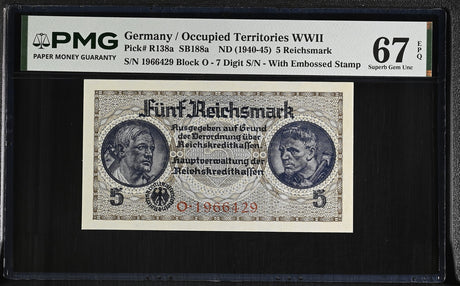 PMG
PAPER MONEY GUARANTY
Germany / Occupied Territories WWII
Pick# R138a SB188a ND (1940-45) 5 Reichsmark
S/N 1966429 Block O - 7 Digit S/N - With Embossed Stamp
67 EPQ
Superb Gem Unc
Fünf Reichsmark
Ausgegeben auf Grund
der Verordnung über
Reichskreditkassen
Hauptverwaltung der
Reichskreditkassen
5
5
O·1966429